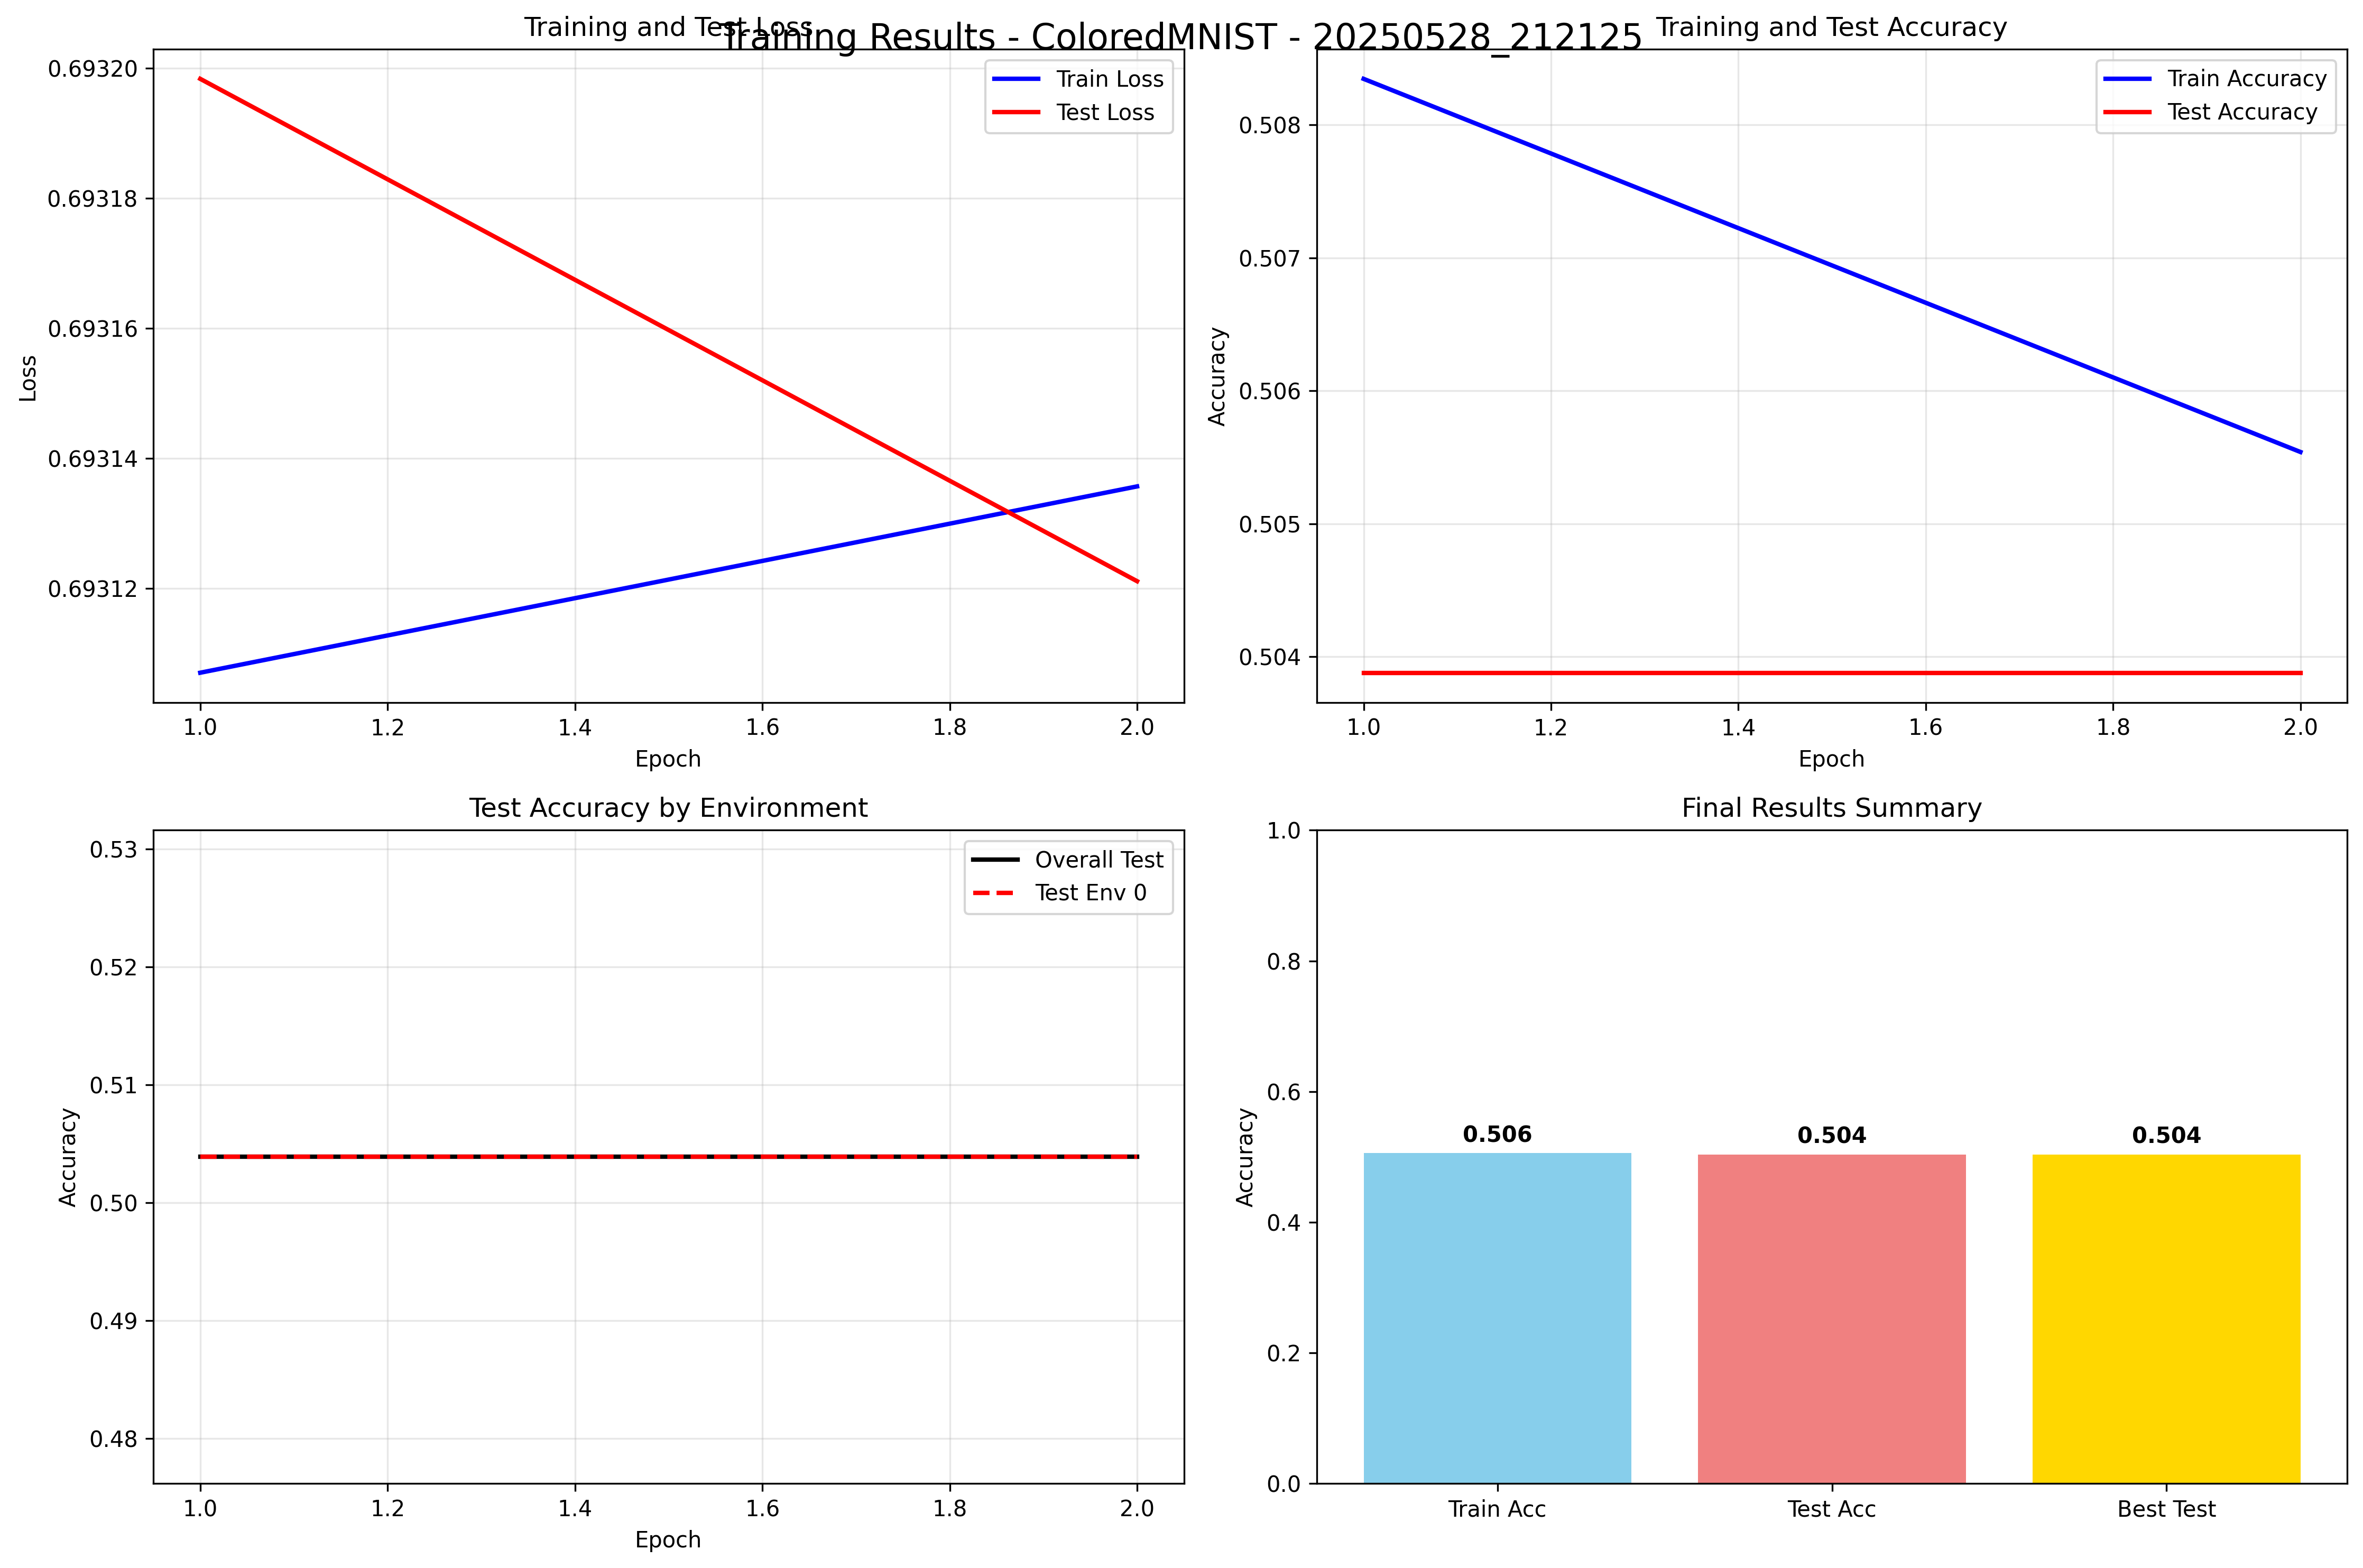 Training Results - ColoredMNIST - 20250528_212125
Training and Test Loss
0.69320
0.69318
0.69316
0.69314
0.69312
Loss
1.0 1.2 1.4 1.6 1.8 2.0
Epoch
Train Loss
Test Loss
Training and Test Accuracy
0.508
0.507
0.506
0.505
0.504
Accuracy
1.0 1.2 1.4 1.6 1.8 2.0
Epoch
Train Accuracy
Test Accuracy
Test Accuracy by Environment
0.53
0.52
0.51
0.50
0.49
0.48
Accuracy
1.0 1.2 1.4 1.6 1.8 2.0
Epoch
Overall Test
Test Env 0
Final Results Summary
1.0
0.8
0.6
0.4
0.2
0.0
Accuracy
0.506 0.504 0.504
Train Acc Test Acc Best Test